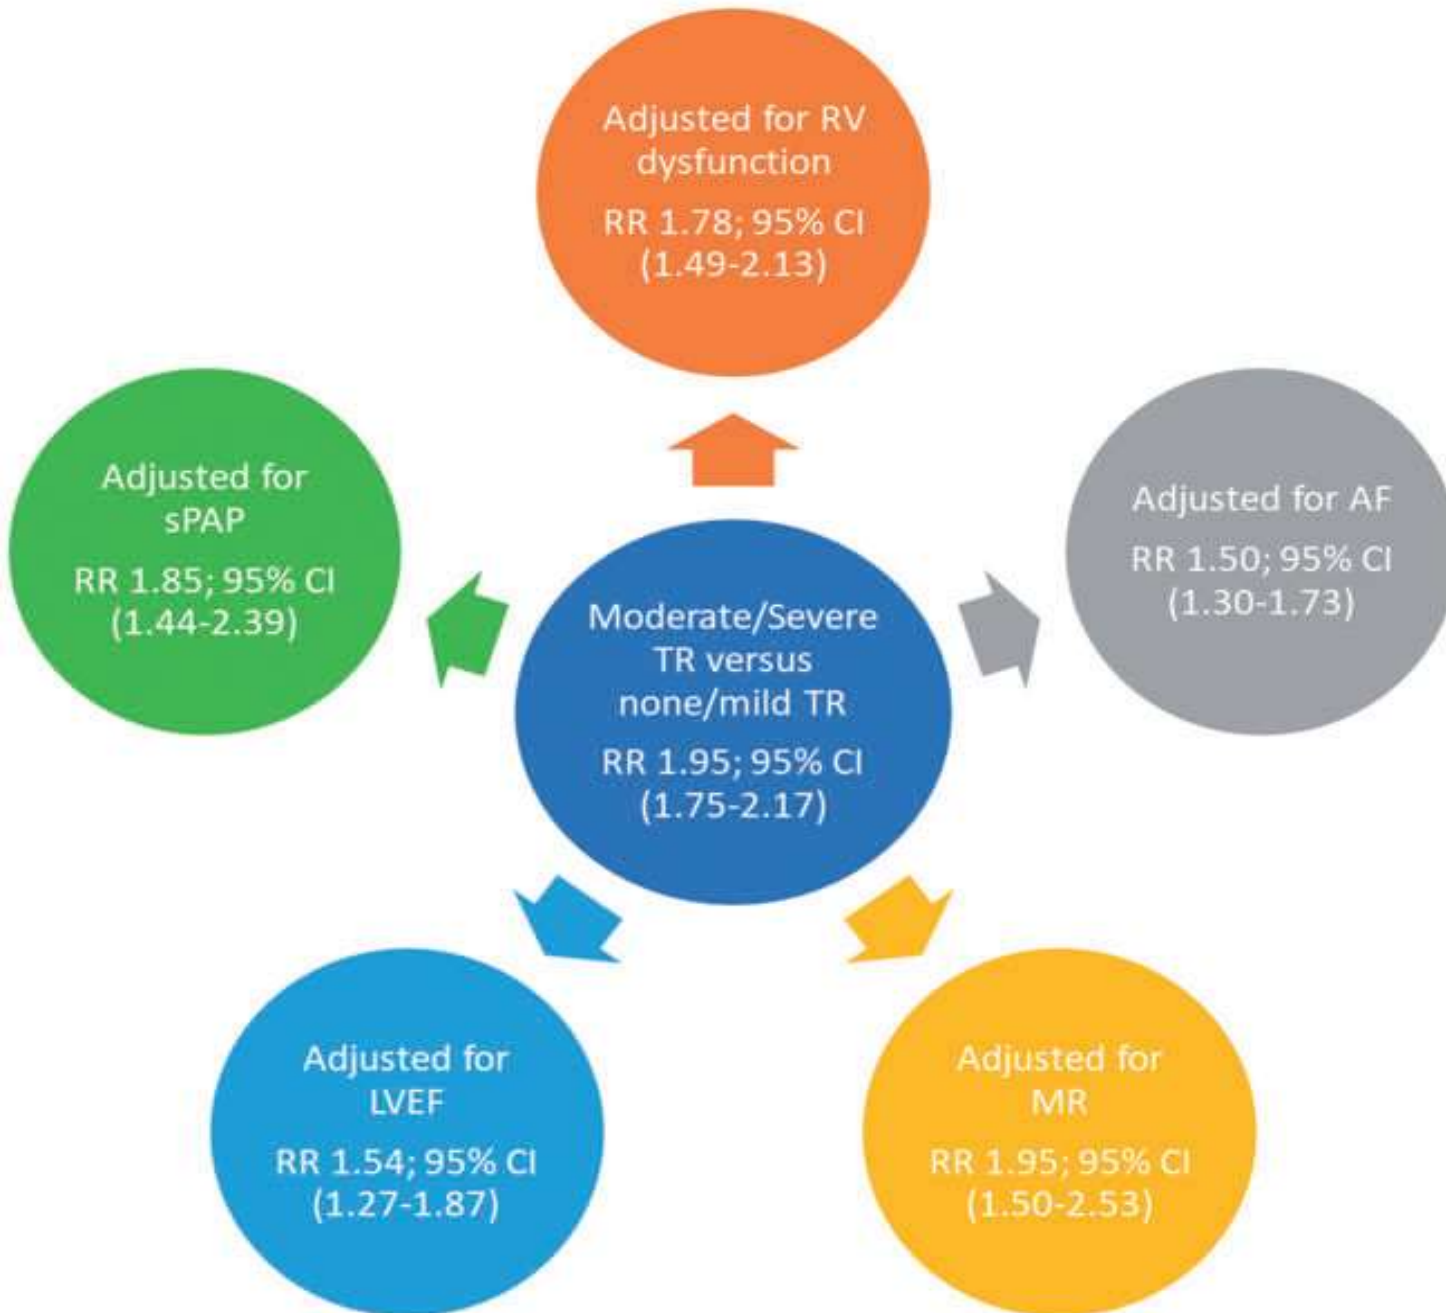 Adjusted for RV
dysfunction
RR 1.78; 95% CI
(1.49-2.13)
Adjusted for
sPAP
RR 1.85; 95% CI
(1.44-2.39)
Adjusted for AF
RR 1.50; 95% CI
(1.30-1.73)
Moderate/Severe
TR versus
none/mild TR
RR 1.95; 95% CI
(1.75-2.17)
Adjusted for
LVEF
RR 1.54; 95% CI
(1.27-1.87)
Adjusted for
MR
RR 1.95; 95% CI
(1.50-2.53)